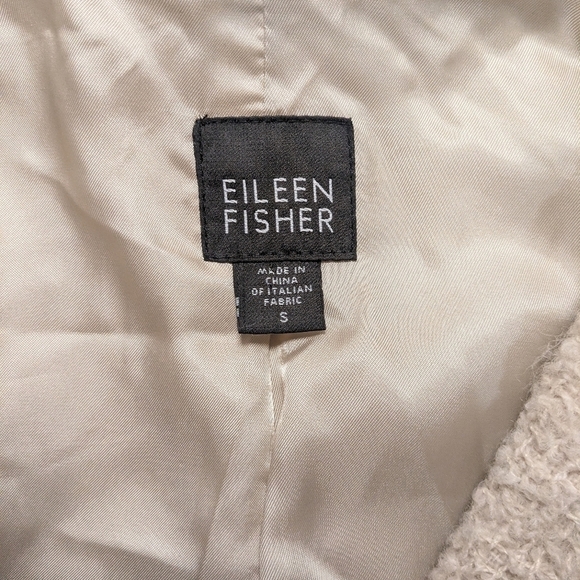 EILEEN
FISHER
MADE IN
CHINA
OF ITALIAN
FABRIC
S